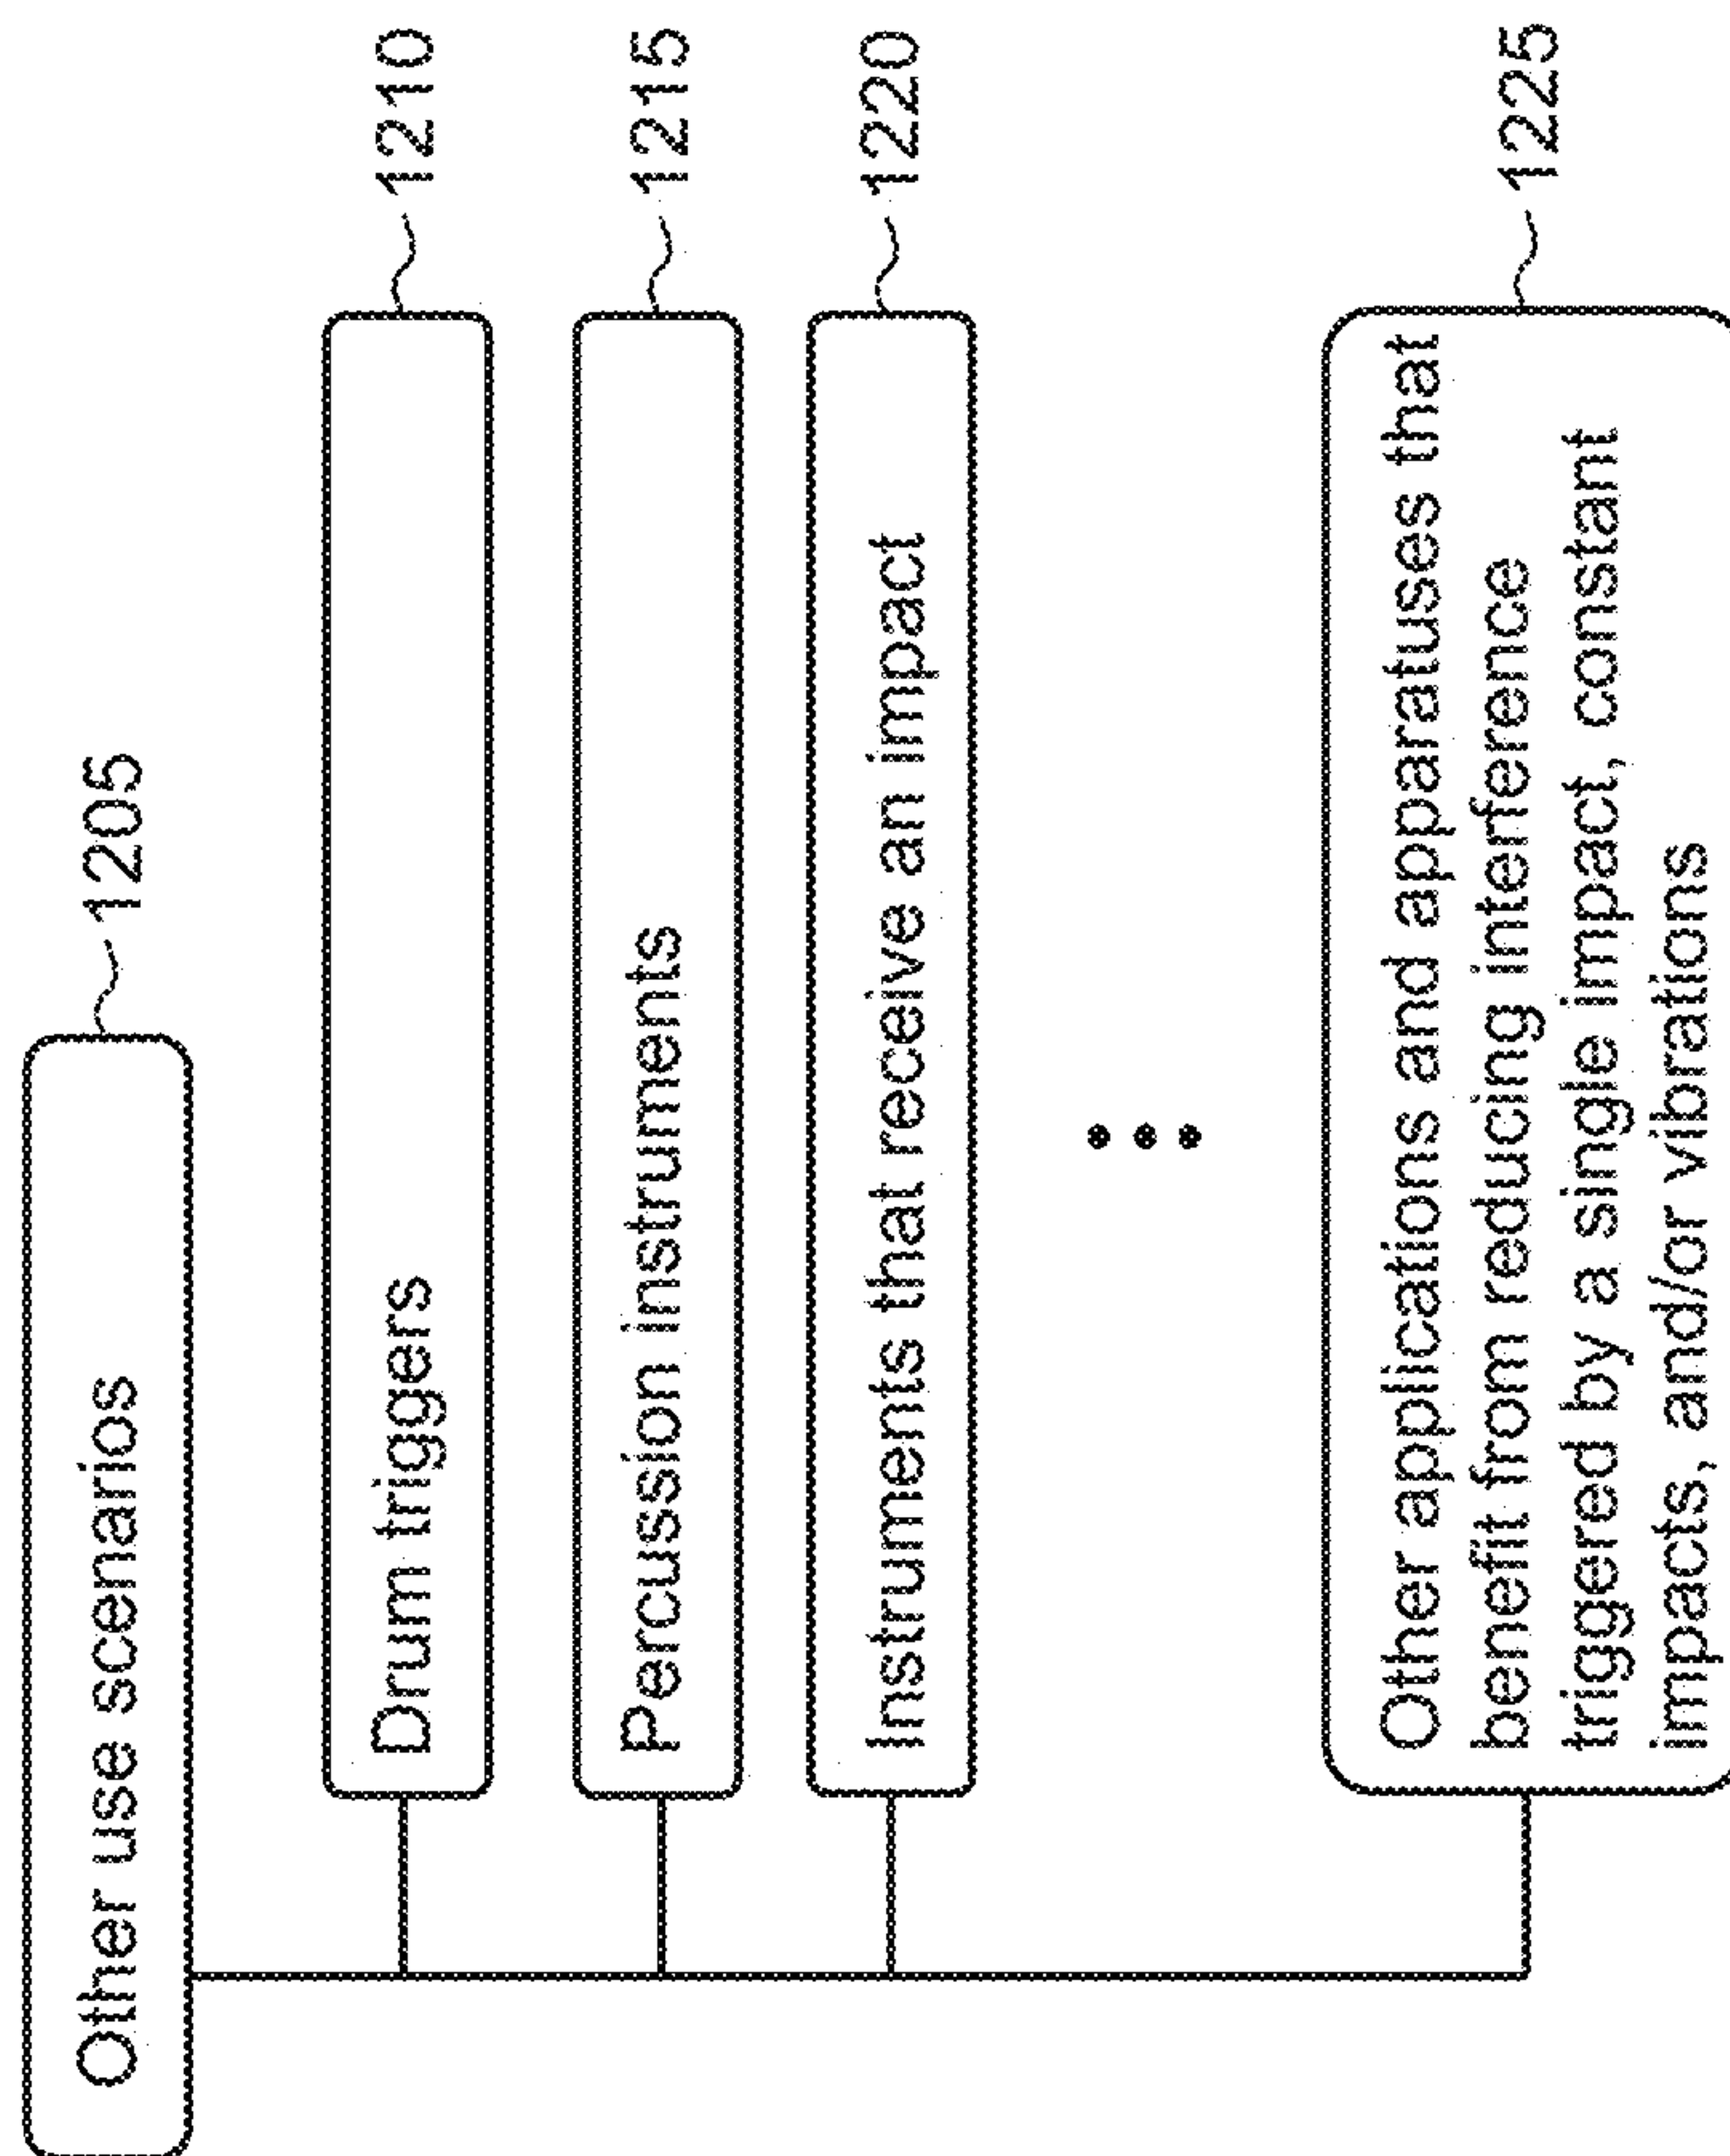 Other use scenarios
1205
Drum triggers
1210
Percussion instruments
1215
Instruments that receive an impact
1220
Other applications and apparatuses that
benefit from reducing interference
triggered by a single impact, constant
impacts, and/or vibrations
1225